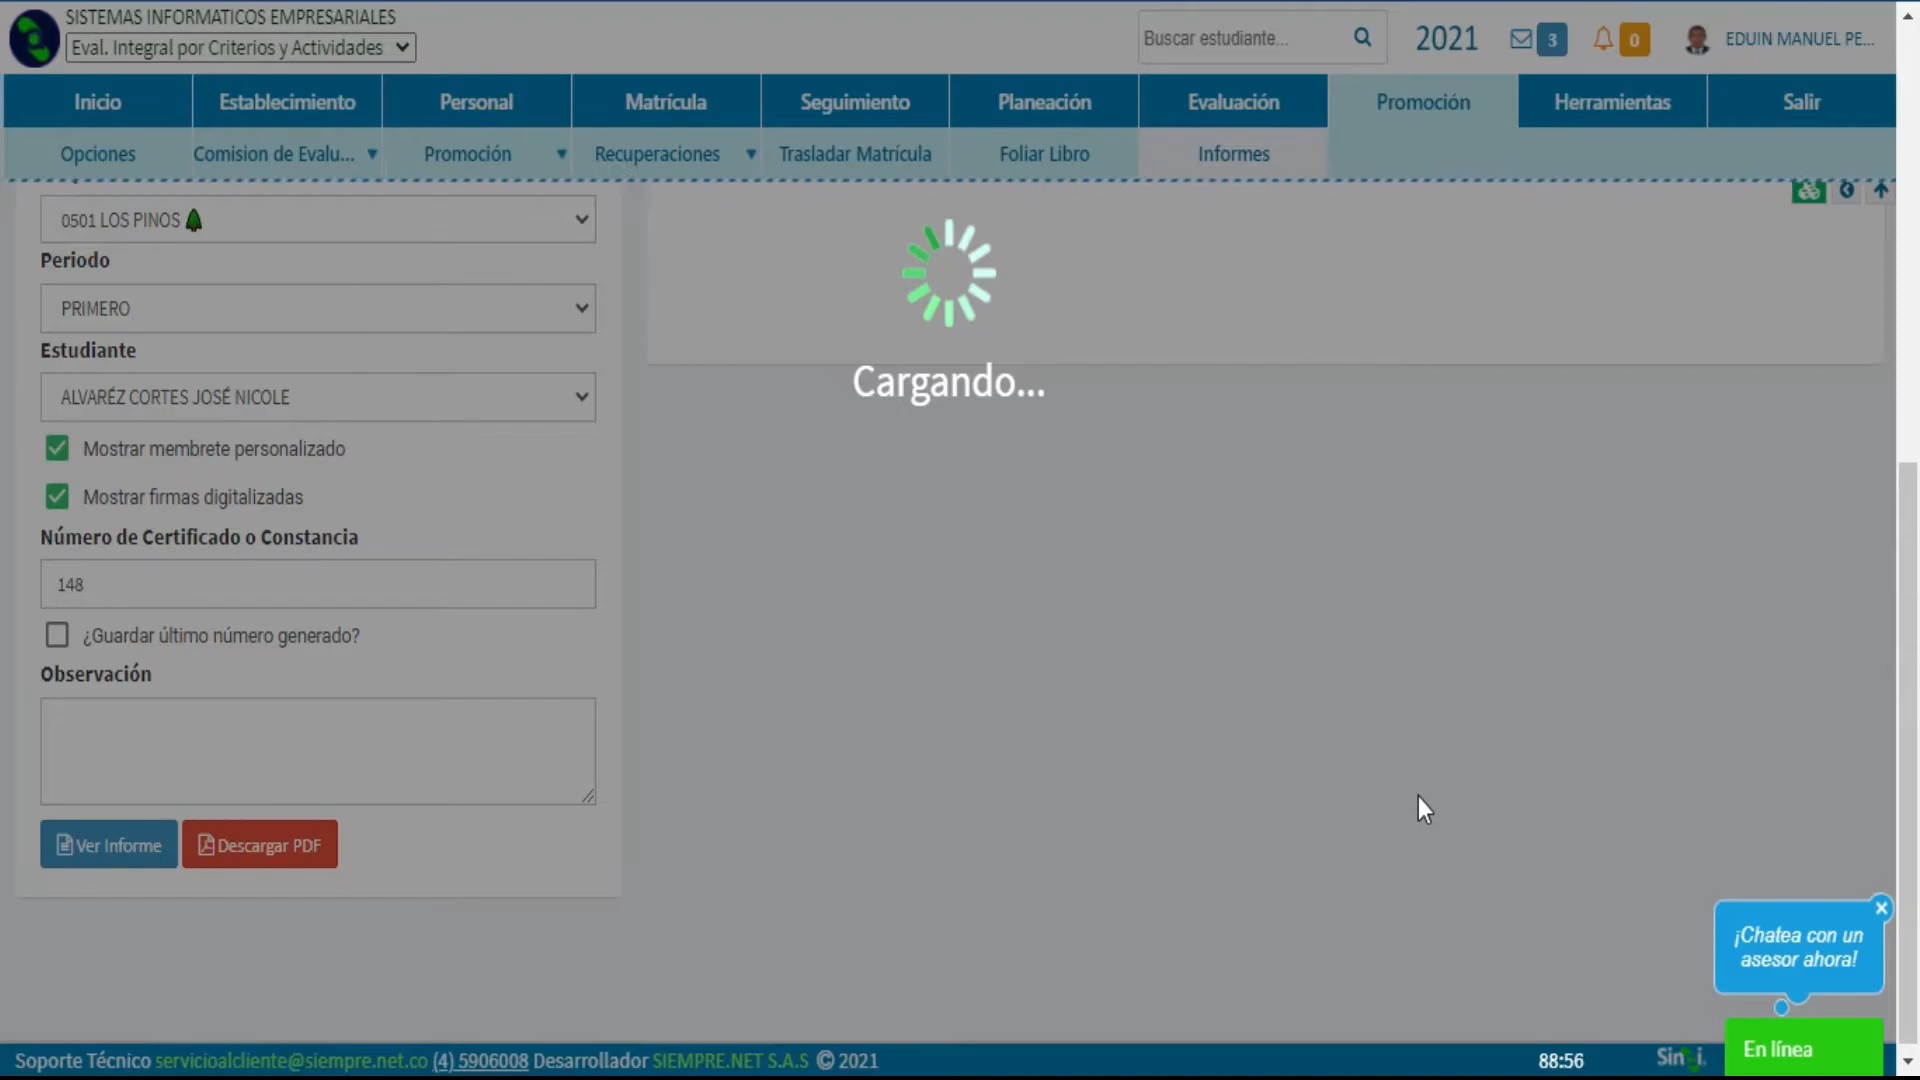 SISTEMAS INFORMATICOS EMPRESARIALES
Eval. Integral por Criterios y Actividades
Buscar estudiante...
2021
3
0
EDUIN MANUEL PE...
Inicio
Establecimiento
Personal
Matrícula
Seguimiento
Planeación
Evaluación
Promoción
Herramientas
Salir
Opciones
Comision de Evalu...
Promoción
Recuperaciones
Trasladar Matrícula
Foliar Libro
Informes
0501 LOS PINOS
Periodo
PRIMERO
Estudiante
ALVARÉZ CORTES JOSÉ NICOLE
Mostrar membrete personalizado
Mostrar firmas digitalizadas
Número de Certificado o Constancia
148
¿Guardar último número generado?
Observación
Ver Informe
Descargar PDF
Cargando...
¡Chatea con un
asesor ahora!
En línea
Soporte Técnico servicioalcliente@siempre.net.co (4) 5906008 Desarrollador SIEMPRE.NET S.A.S © 2021
88:56